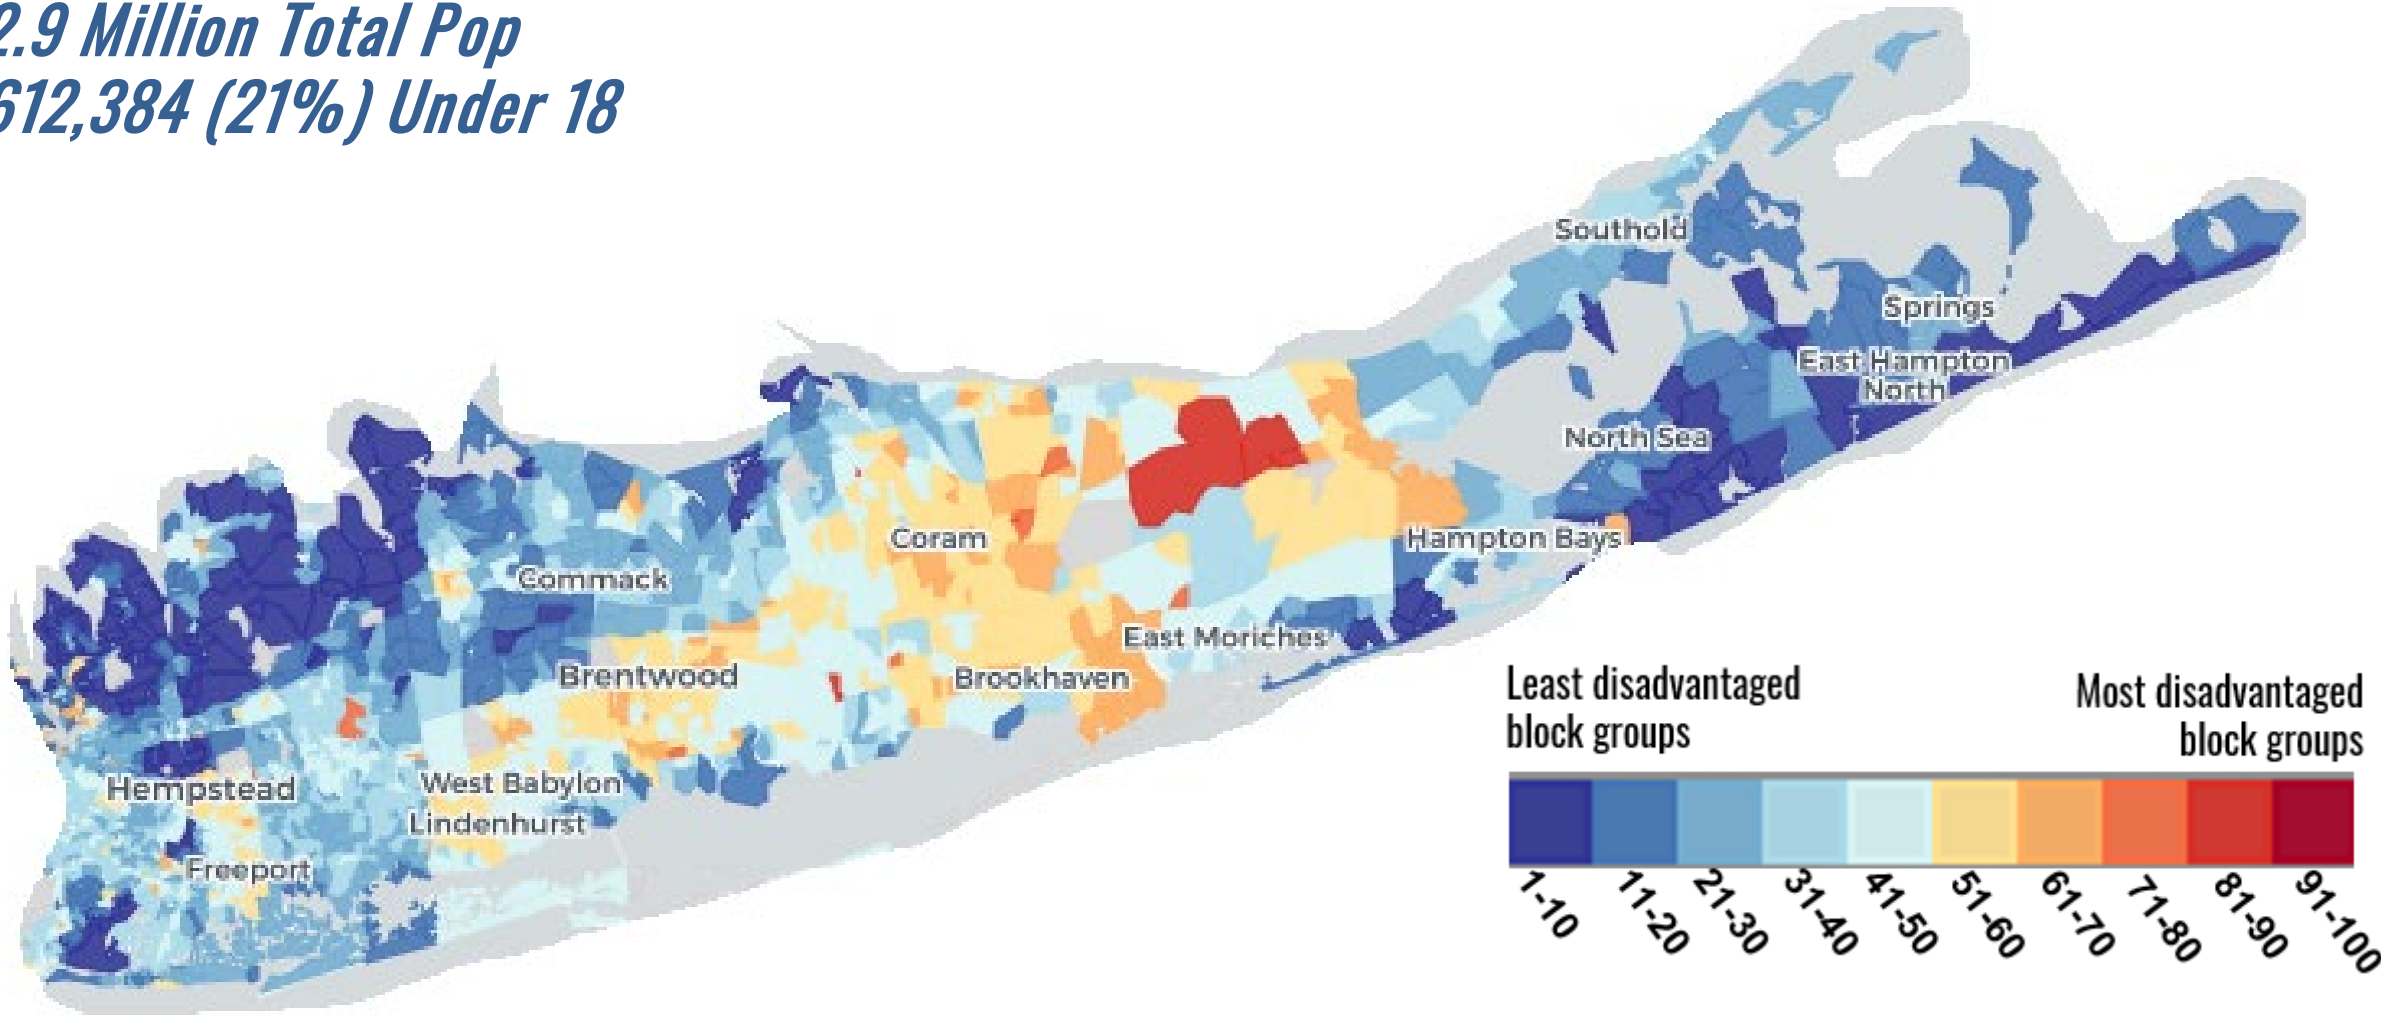 2.9 Million Total Pop
612,384 (21%) Under 18
Southold
Springs
East Hampton
North
North Sea
Coram
Hampton Bays
Commack
East Moriches
Brentwood
Brookhaven
Hempstead
West Babylon
Lindenhurst
Freeport
Least disadvantaged
block groups
Most disadvantaged
block groups
1-10
11-20
21-30
31-40
41-50
51-60
61-70
71-80
81-90
91-100